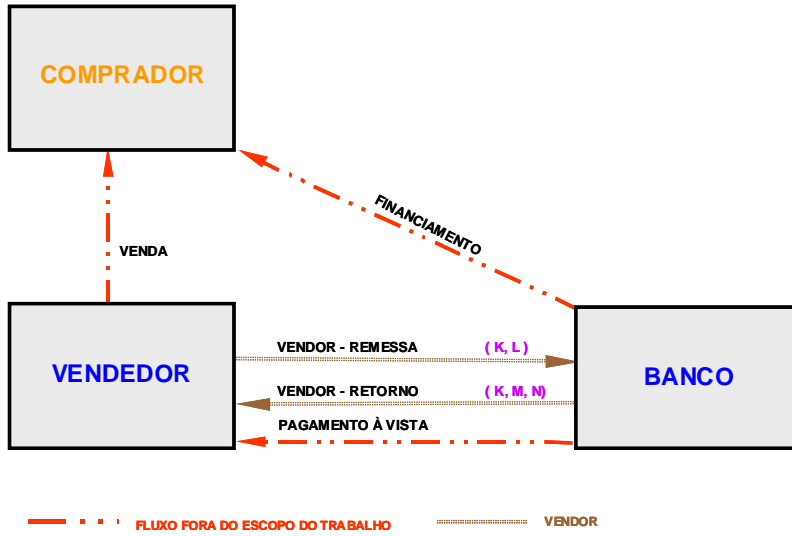 COMPRADOR
FINANCIAMENTO
VENDA
VENDEDOR
VENDOR - REMESSA ( K, L )
VENDOR - RETORNO ( K, M, N)
PAGAMENTO À VISTA
BANCO
FLUXO FORA DO ESCOPO DO TRABALHO VENDOR